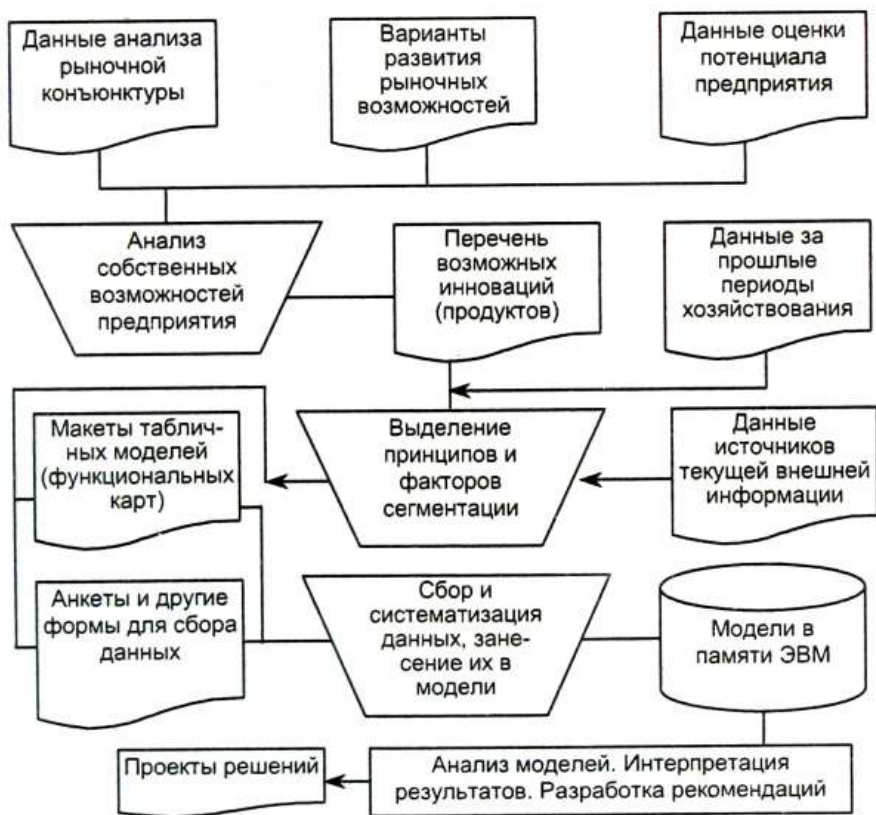 Данные анализа
рыночной
конъюнктуры
Варианты
развития
рыночных
возможностей
Данные оценки
потенциала
предприятия
Анализ
собственных
возможностей
предприятия
Перечень
возможных
инноваций
(продуктов)
Данные за
прошлые
периоды
хозяйствования
Макеты таблич-
ных моделей
(функциональных
карт)
Выделение
принципов и
факторов
сегментации
Данные
источников
текущей внешней
информации
Анкеты и другие
формы для сбора
данных
Сбор и
систематизация
данных, зане-
сение их в
модели
Модели в
памяти ЭВМ
Проекты решений
Анализ моделей. Интерпретация
результатов. Разработка рекомендаций